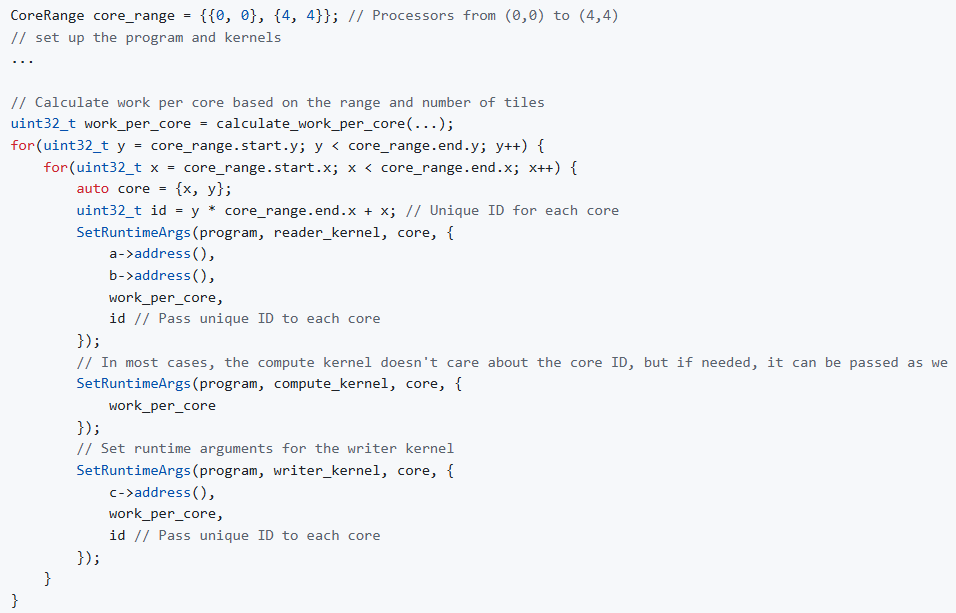 CoreRange core_range = {{0, 0}, {4, 4}}; // Processors from (0,0) to (4,4)
// set up the program and kernels
...

// Calculate work per core based on the range and number of tiles
uint32_t work_per_core = calculate_work_per_core(...);
for(uint32_t y = core_range.start.y; y < core_range.end.y; y++) {
    for(uint32_t x = core_range.start.x; x < core_range.end.x; x++) {
        auto core = {x, y};
        uint32_t id = y * core_range.end.x + x; // Unique ID for each core
        SetRuntimeArgs(program, reader_kernel, core, {
            a->address(),
            b->address(),
            work_per_core,
            id // Pass unique ID to each core
        });
        // In most cases, the compute kernel doesn't care about the core ID, but if needed, it can be passed as we
        SetRuntimeArgs(program, compute_kernel, core, {
            work_per_core
        });
        // Set runtime arguments for the writer kernel
        SetRuntimeArgs(program, writer_kernel, core, {
            c->address(),
            work_per_core,
            id // Pass unique ID to each core
        });
    }
}